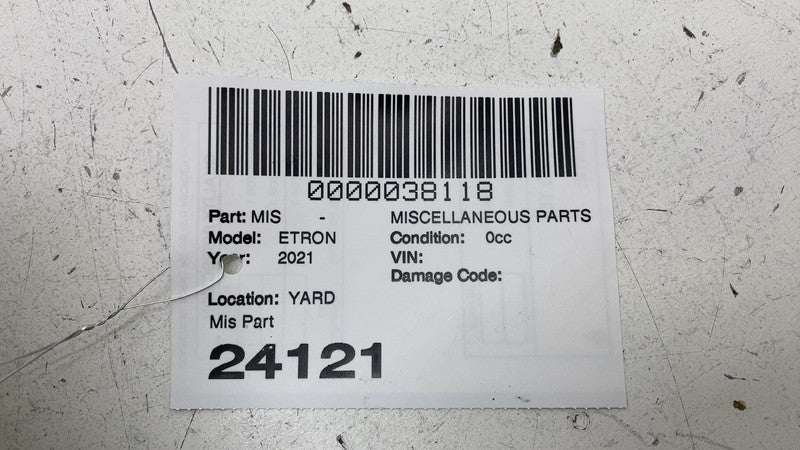 0000038118
Part: MIS - MISCELLANEOUS PARTS
Model: ETRON Condition: 0cc
Year: 2021 VIN:
Damage Code:
Location: YARD
Mis Part
24121